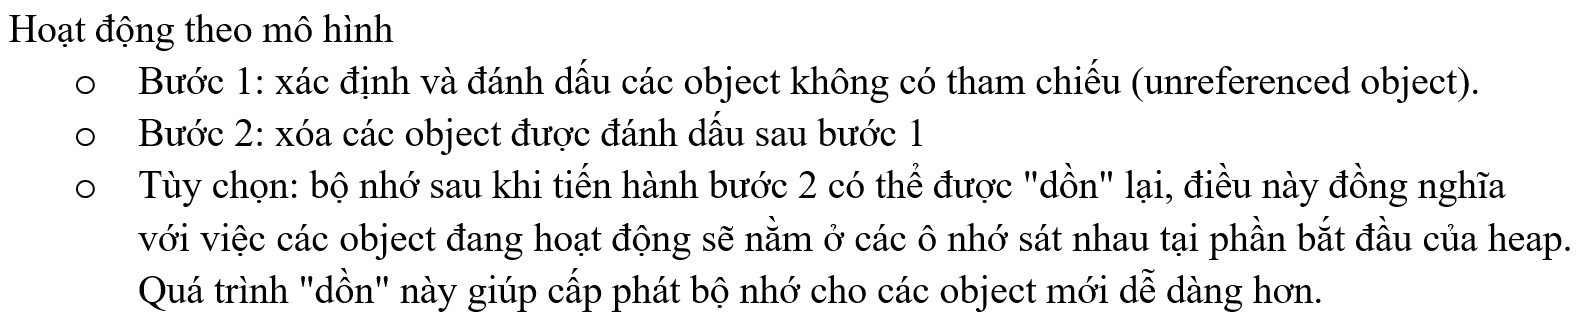 Hoạt động theo mô hình
○ Bước 1: xác định và đánh dấu các object không có tham chiếu (unreferenced object).
○ Bước 2: xóa các object được đánh dấu sau bước 1
○ Tùy chọn: bộ nhớ sau khi tiến hành bước 2 có thể được "dồn" lại, điều này đồng nghĩa
với việc các object đang hoạt động sẽ nằm ở các ô nhớ sát nhau tại phần bắt đầu của heap.
Quá trình "dồn" này giúp cấp phát bộ nhớ cho các object mới dễ dàng hơn.